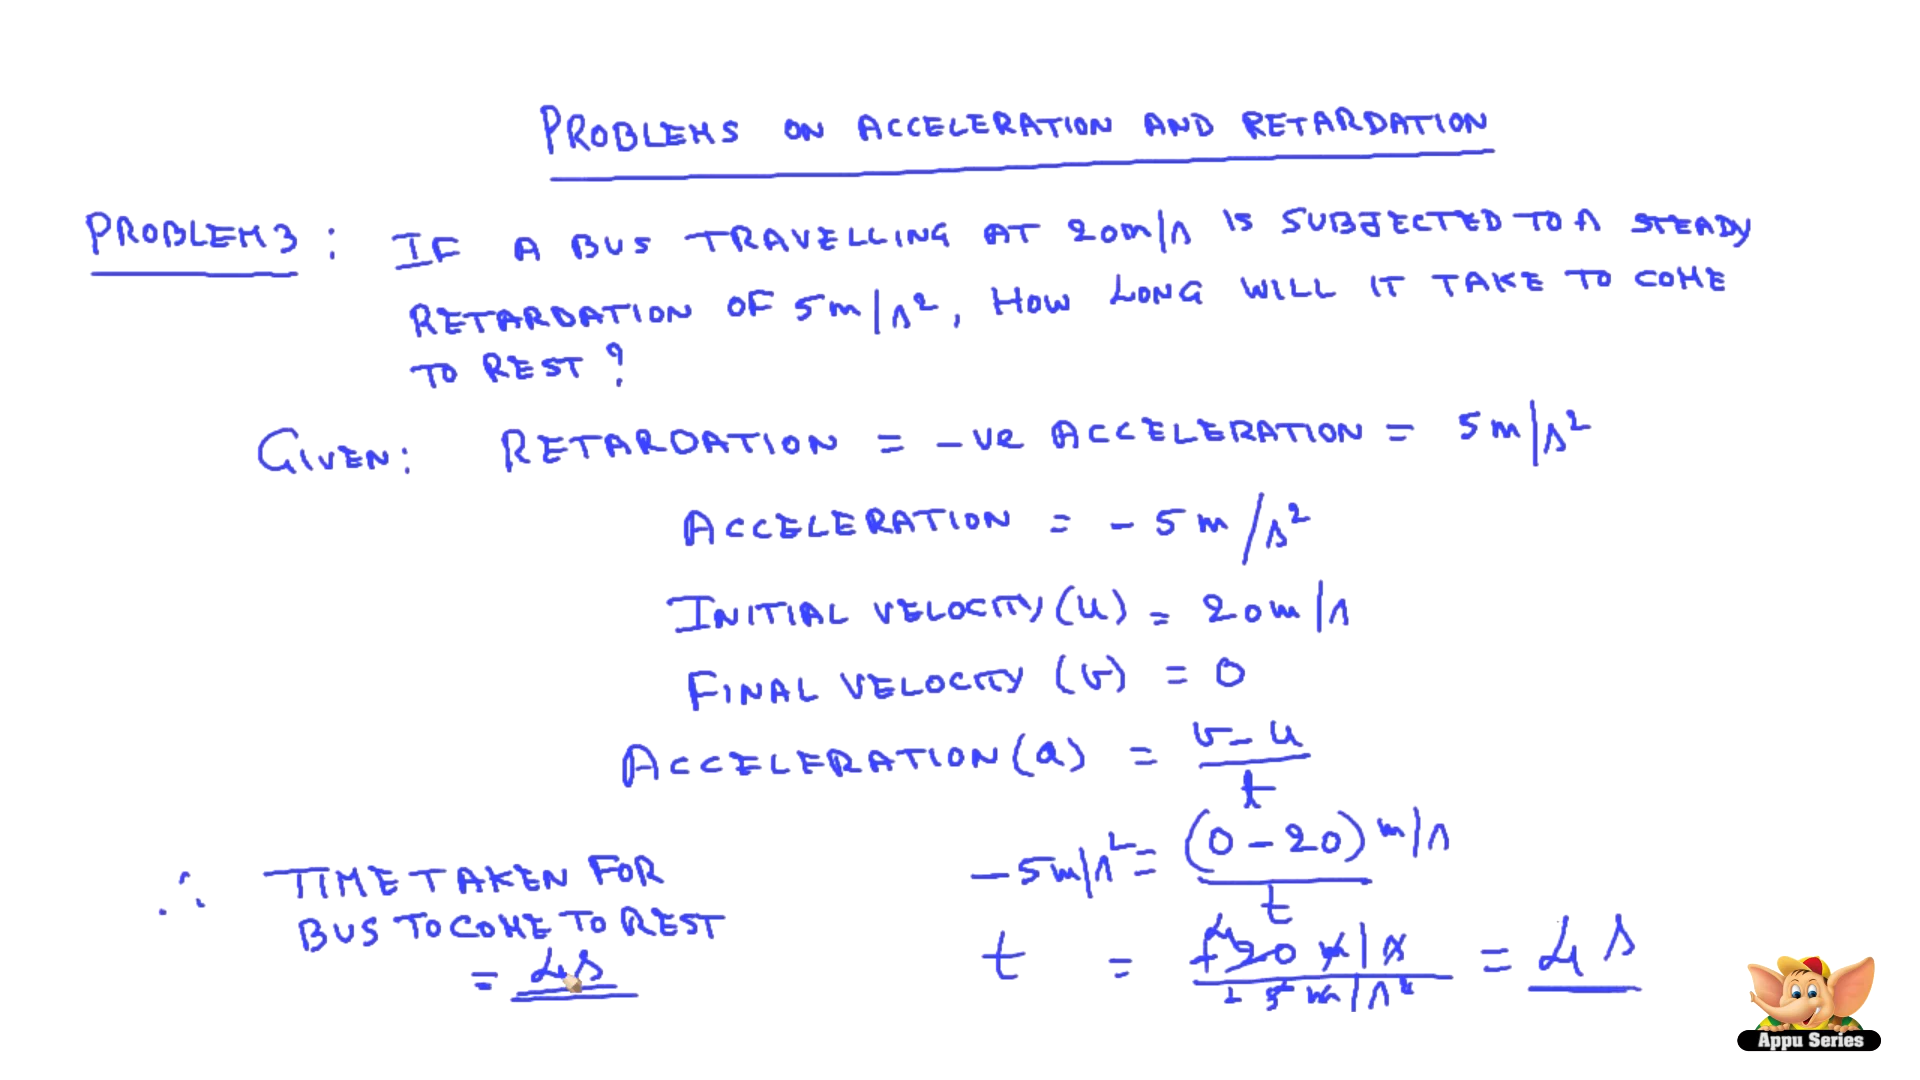 PROBLEMS ON ACCELERATION AND RETARDATION
PROBLEM 3 : IF A BUS TRAVELLING AT 20m/s IS SUBJECTED TO A STEADY
RETARDATION OF 5m/s², HOW LONG WILL IT TAKE TO COME
TO REST?
GIVEN: RETARDATION = -ve ACCELERATION = 5m/s²
ACCELERATION = -5m/s²
INITIAL VELOCITY (u) = 20m/s
FINAL VELOCITY (v) = 0
ACCELERATION (a) = v-u / t
-5m/s² = (0-20) m/s / t
t = +20 m/s / 5 m/s² = 4s
∴ TIME TAKEN FOR
BUS TO COME TO REST
= 4s
Appu Series